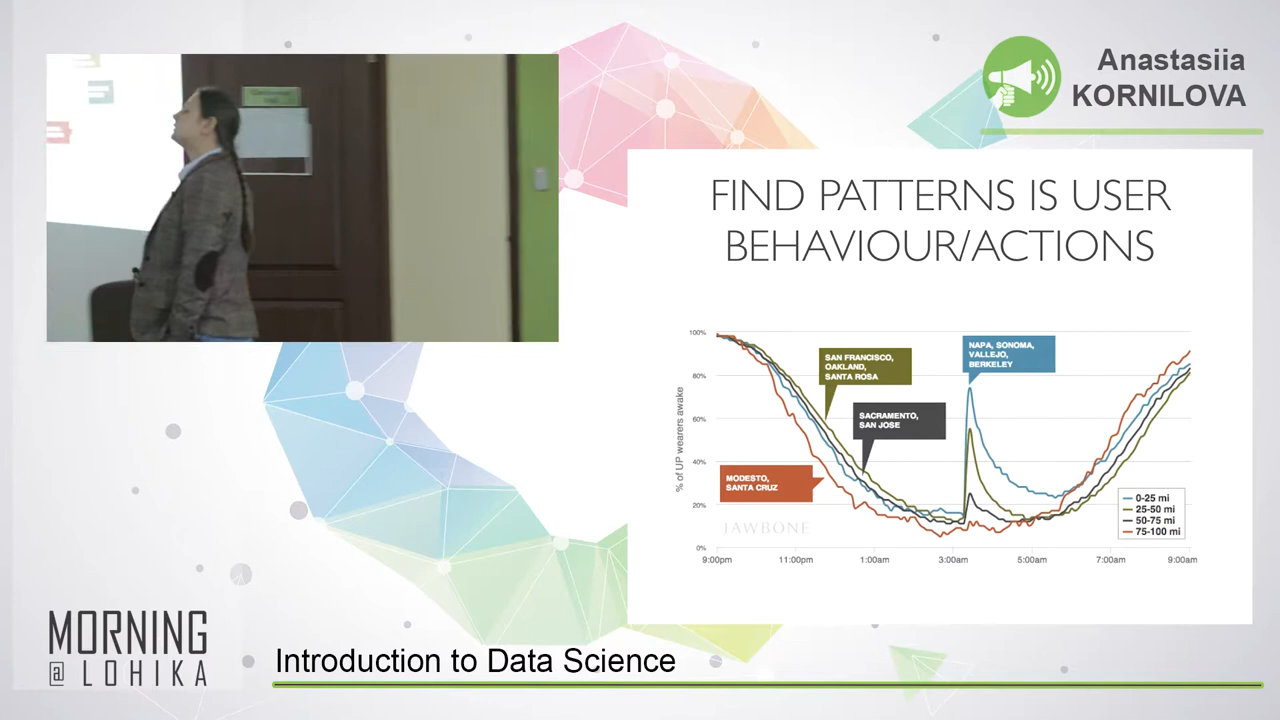 Anastasiia
KORNILOVA
FIND PATTERNS IS USER
BEHAVIOUR/ACTIONS
100%
80%
60%
40%
20%
0%
% of UP wearers awake
SAN FRANCISCO,
OAKLAND,
SANTA ROSA
NAPA, SONOMA,
VALLEJO,
BERKELEY
SACRAMENTO,
SAN JOSE
MODESTO,
SANTA CRUZ
JAWBONE
0-25 mi
25-50 mi
50-75 mi
75-100 mi
9:00pm 11:00pm 1:00am 3:00am 5:00am 7:00am 9:00am
MORNING
@ LOHIKA
Introduction to Data Science